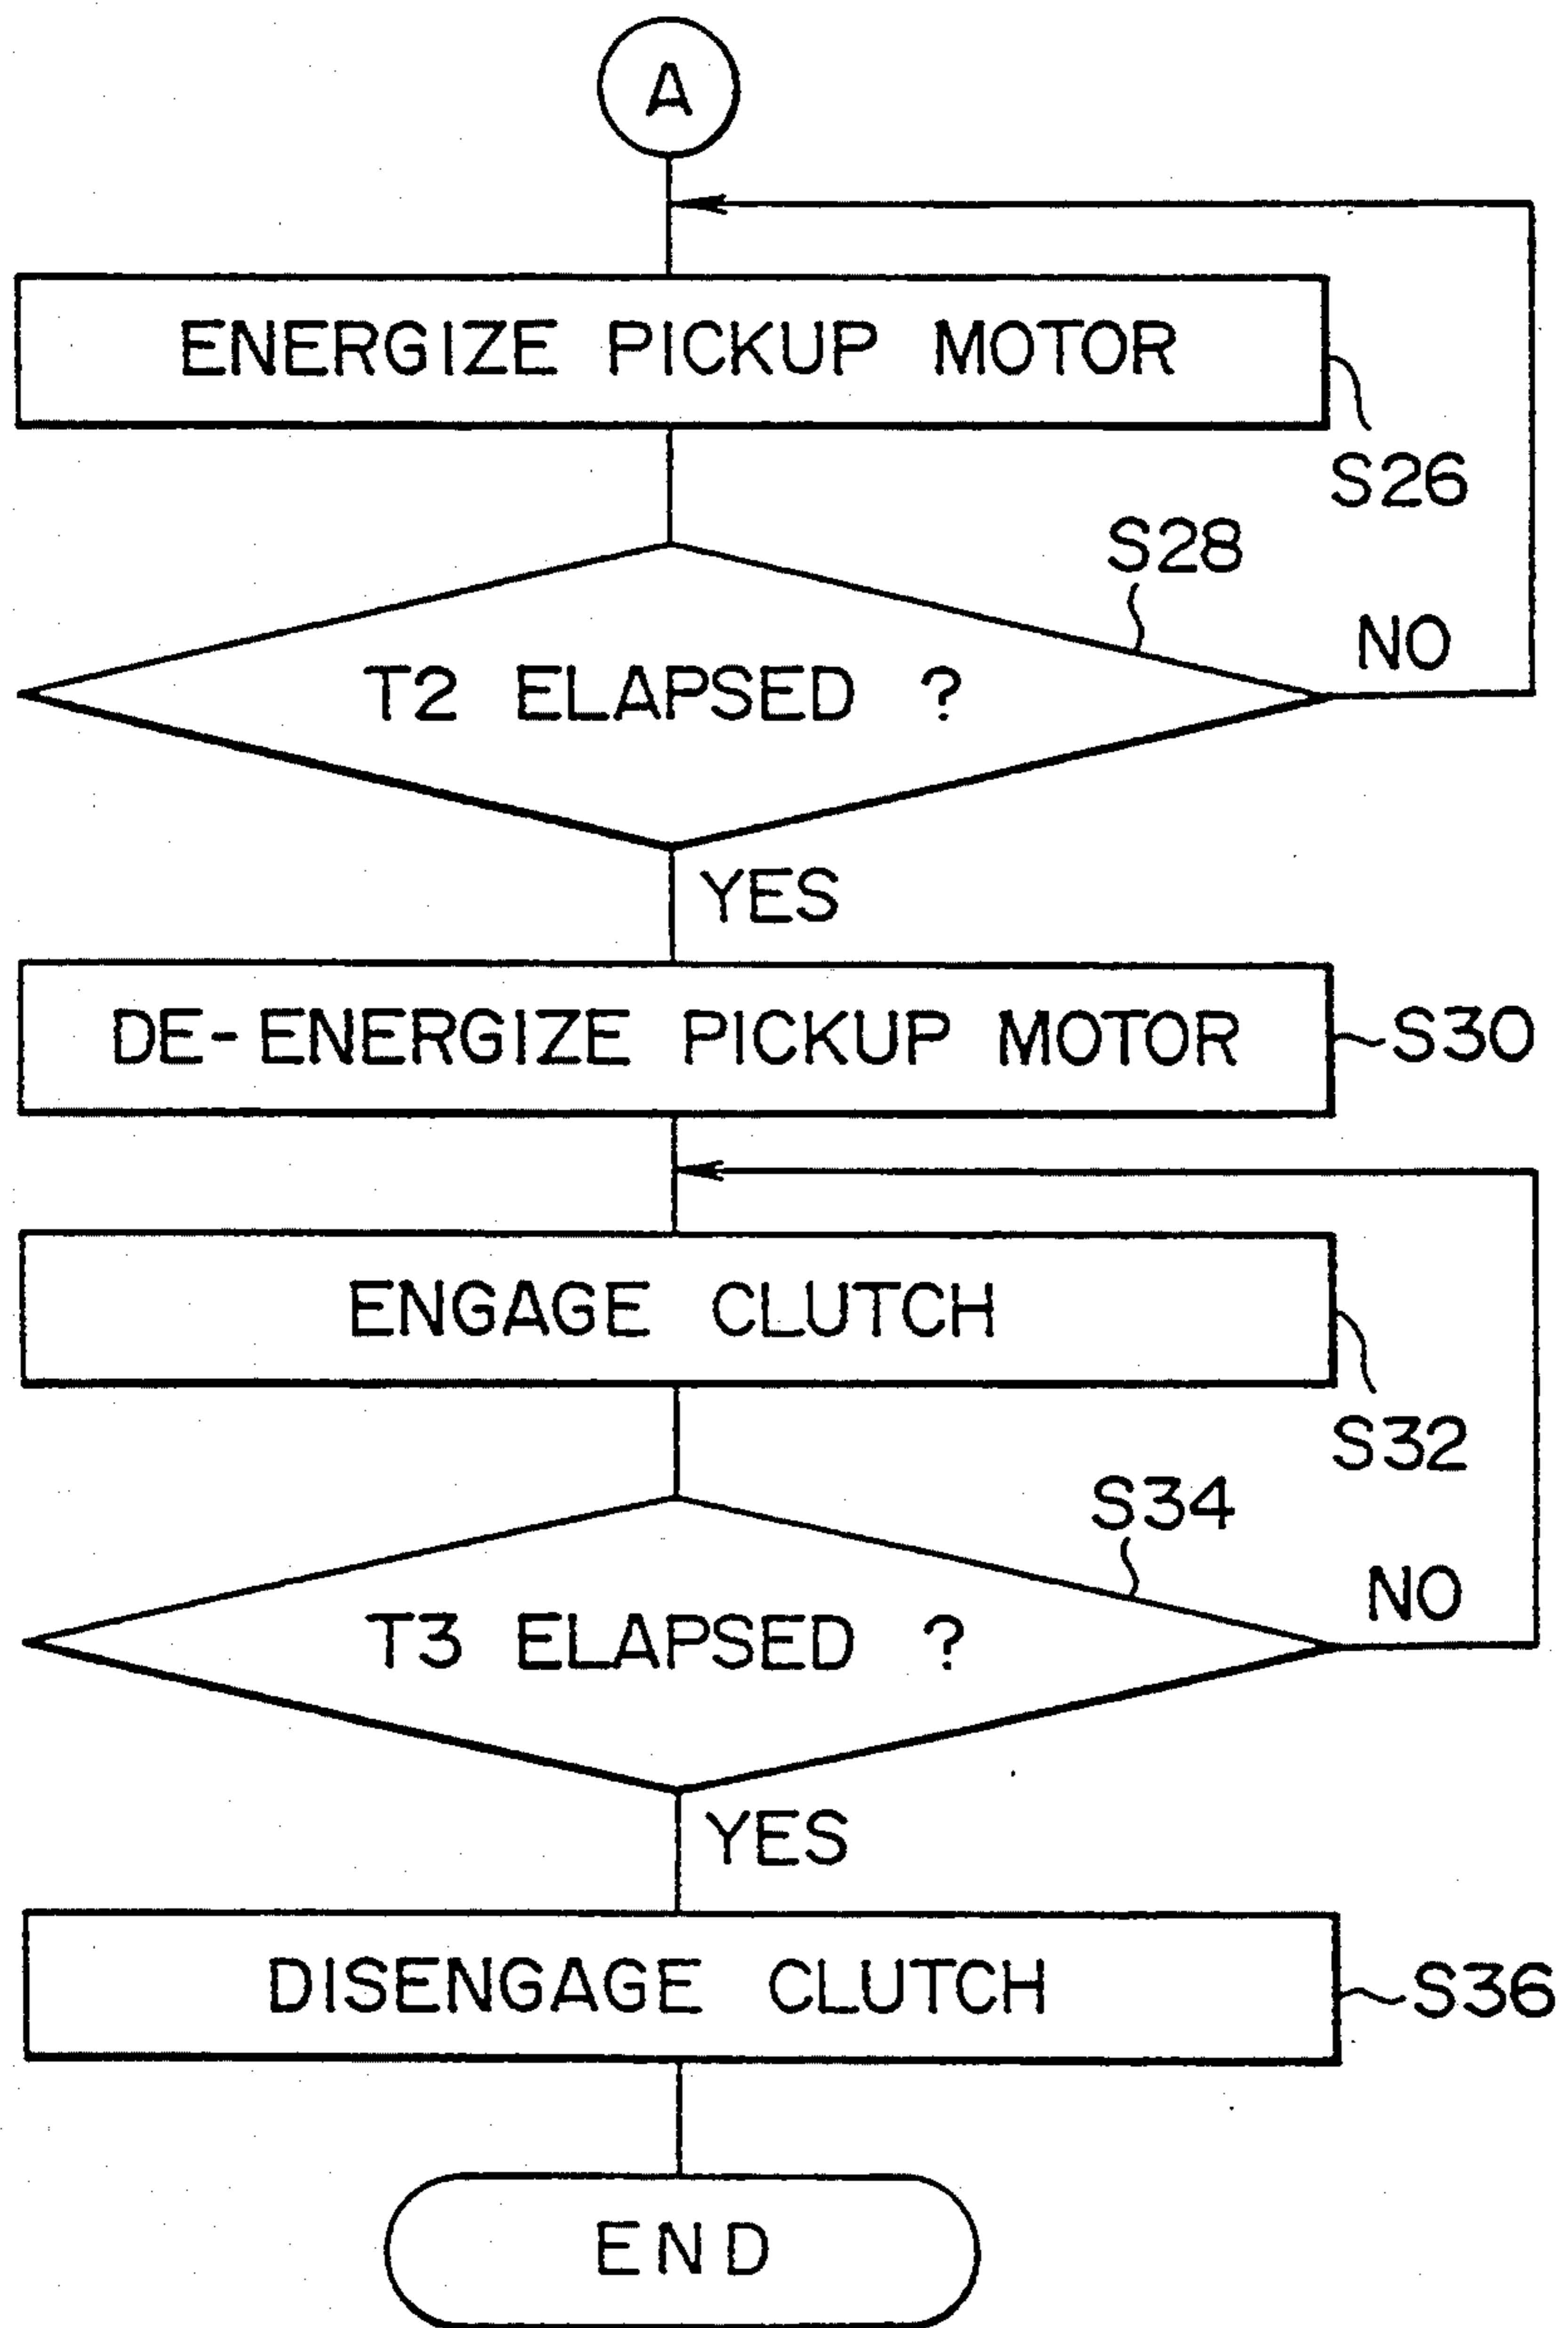 A
ENERGIZE PICKUP MOTOR
S26
S28
T2 ELAPSED ?
NO
YES
DE-ENERGIZE PICKUP MOTOR
S30
ENGAGE CLUTCH
S32
S34
T3 ELAPSED ?
NO
YES
DISENGAGE CLUTCH
S36
END